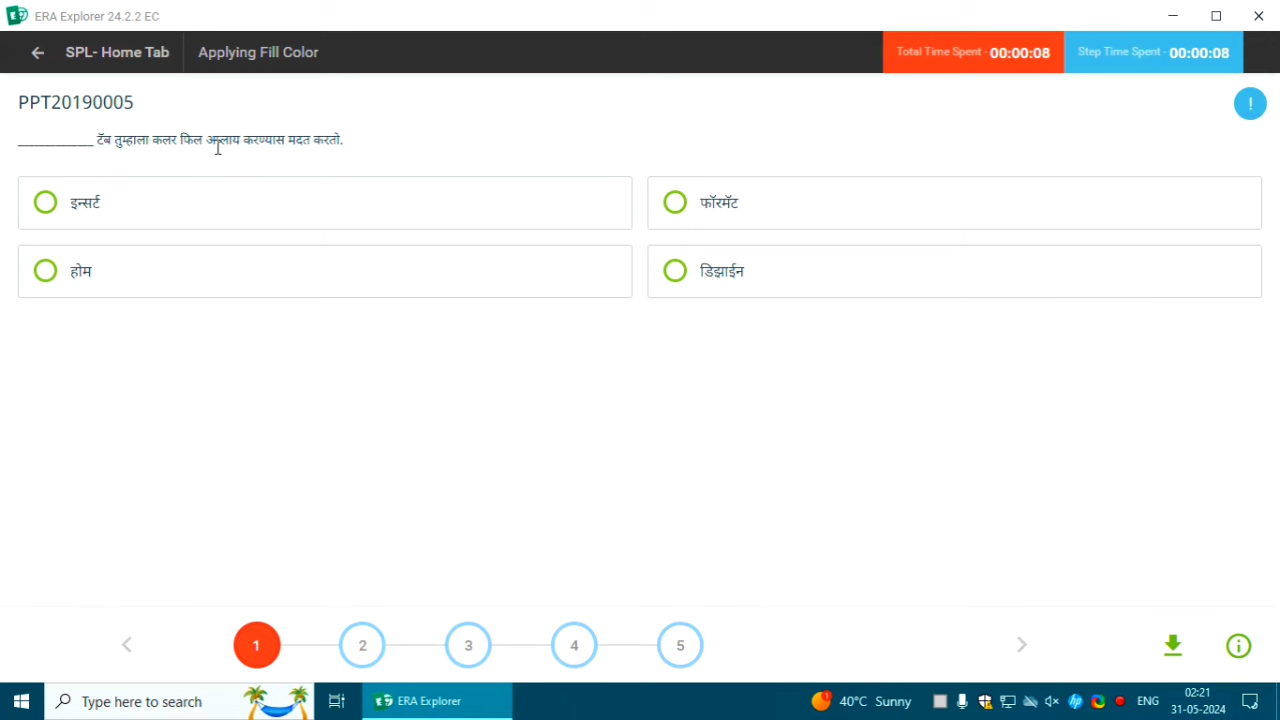 ERA Explorer 24.2.2 EC
SPL- Home Tab
Applying Fill Color
Total Time Spent - 00:00:08
Step Time Spent - 00:00:08
PPT20190005
!
_____________ टॅब तुम्हाला कलर फिल अप्लाय करण्यास मदत करतो.
इन्सर्ट
फॉरमॅट
होम
डिझाईन
1
2
3
4
5
Type here to search
ERA Explorer
40°C Sunny
ENG
02:21
31-05-2024